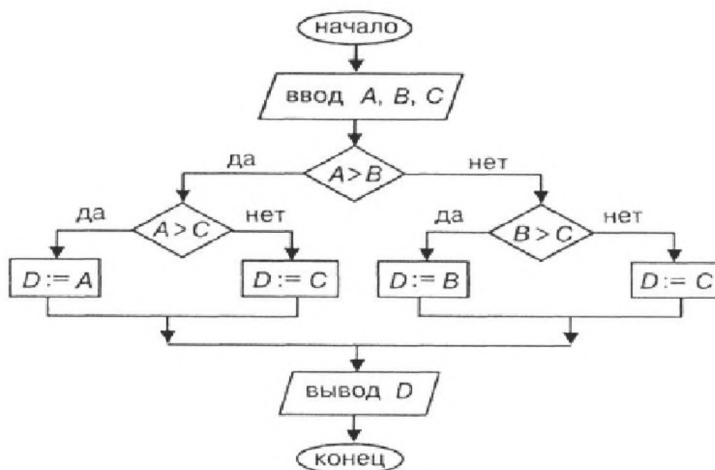 начало
ввод A, B, C
да
A > B
нет
да
A > C
нет
да
B > C
нет
D := A
D := C
D := B
D := C
вывод D
конец